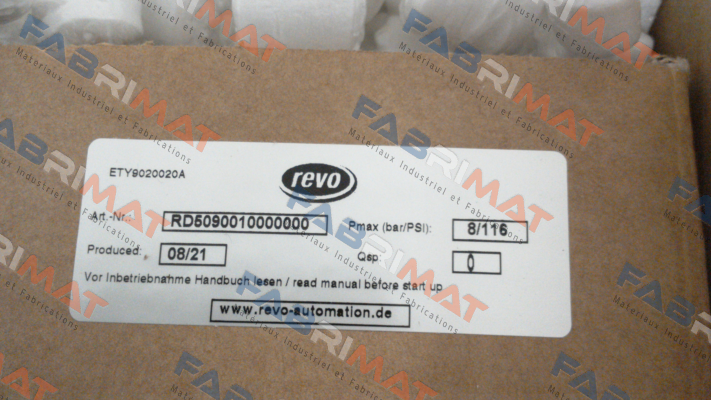 revo
ETY9020020A
Art.-Nr.: RD5090010000000 Pmax (bar/PSI): 8/116
Produced: 08/21 Qsp: 0
Vor Inbetriebnahme Handbuch lesen / read manual before start up
www.revo-automation.de
FABRIMAT
Materiaux Industriel et Fabrications